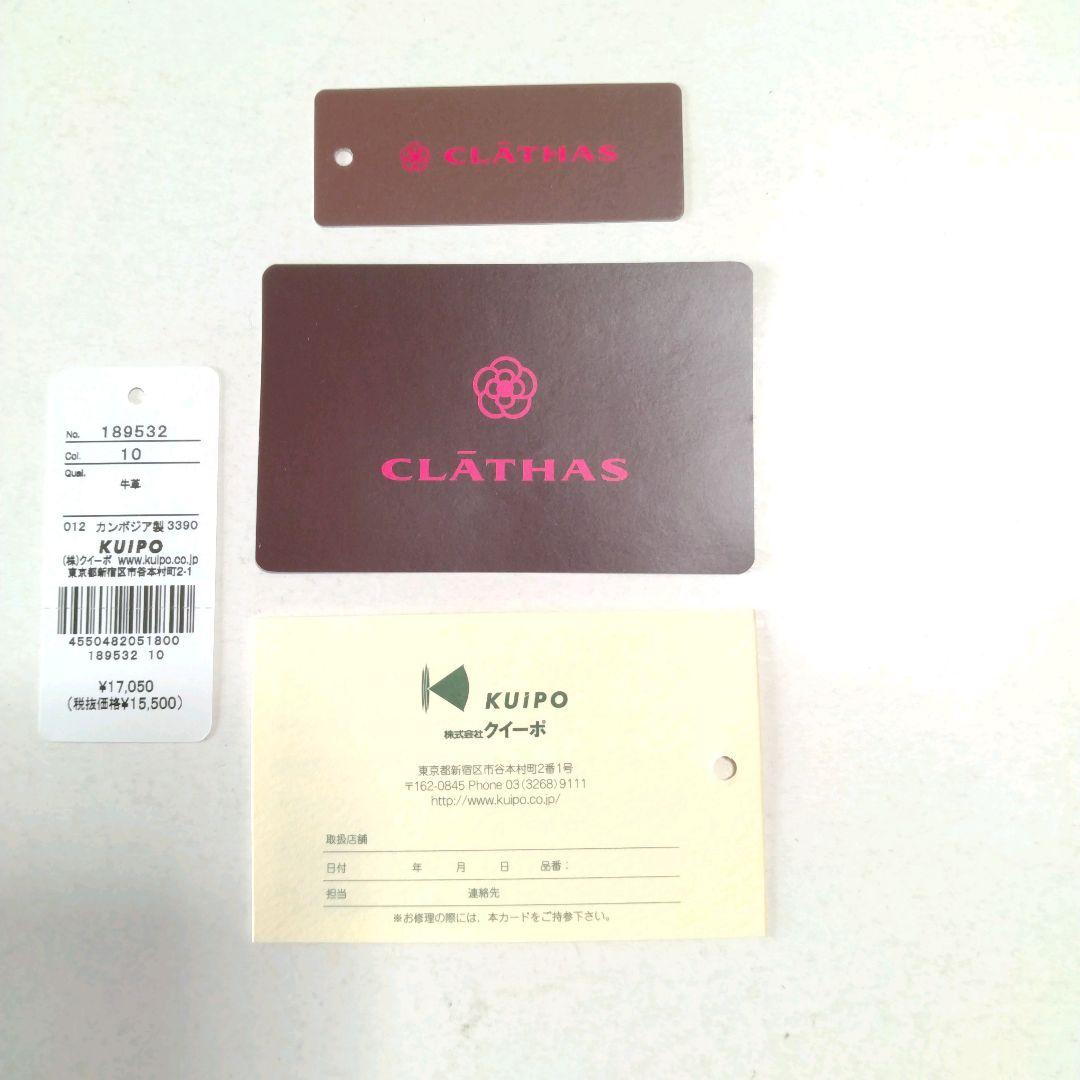 CLĀTHAS
CLĀTHAS
No. 189532
Col. 10
Qual.
牛革
012 カンボジア製 3390
KUiPO
(株)クイーポ www.kuipo.co.jp
東京都新宿区市谷本村町2-1
4550482051800
189532 10
¥17,050
(税抜価格¥15,500)
KUiPO
株式会社クイーポ
東京都新宿区市谷本村町2番1号
〒162-0845 Phone 03(3268)9111
http://www.kuipo.co.jp/
取扱店舗
日付 年 月 日 品番：
担当 連絡先
※お修理の際には、本カードをご持参下さい。